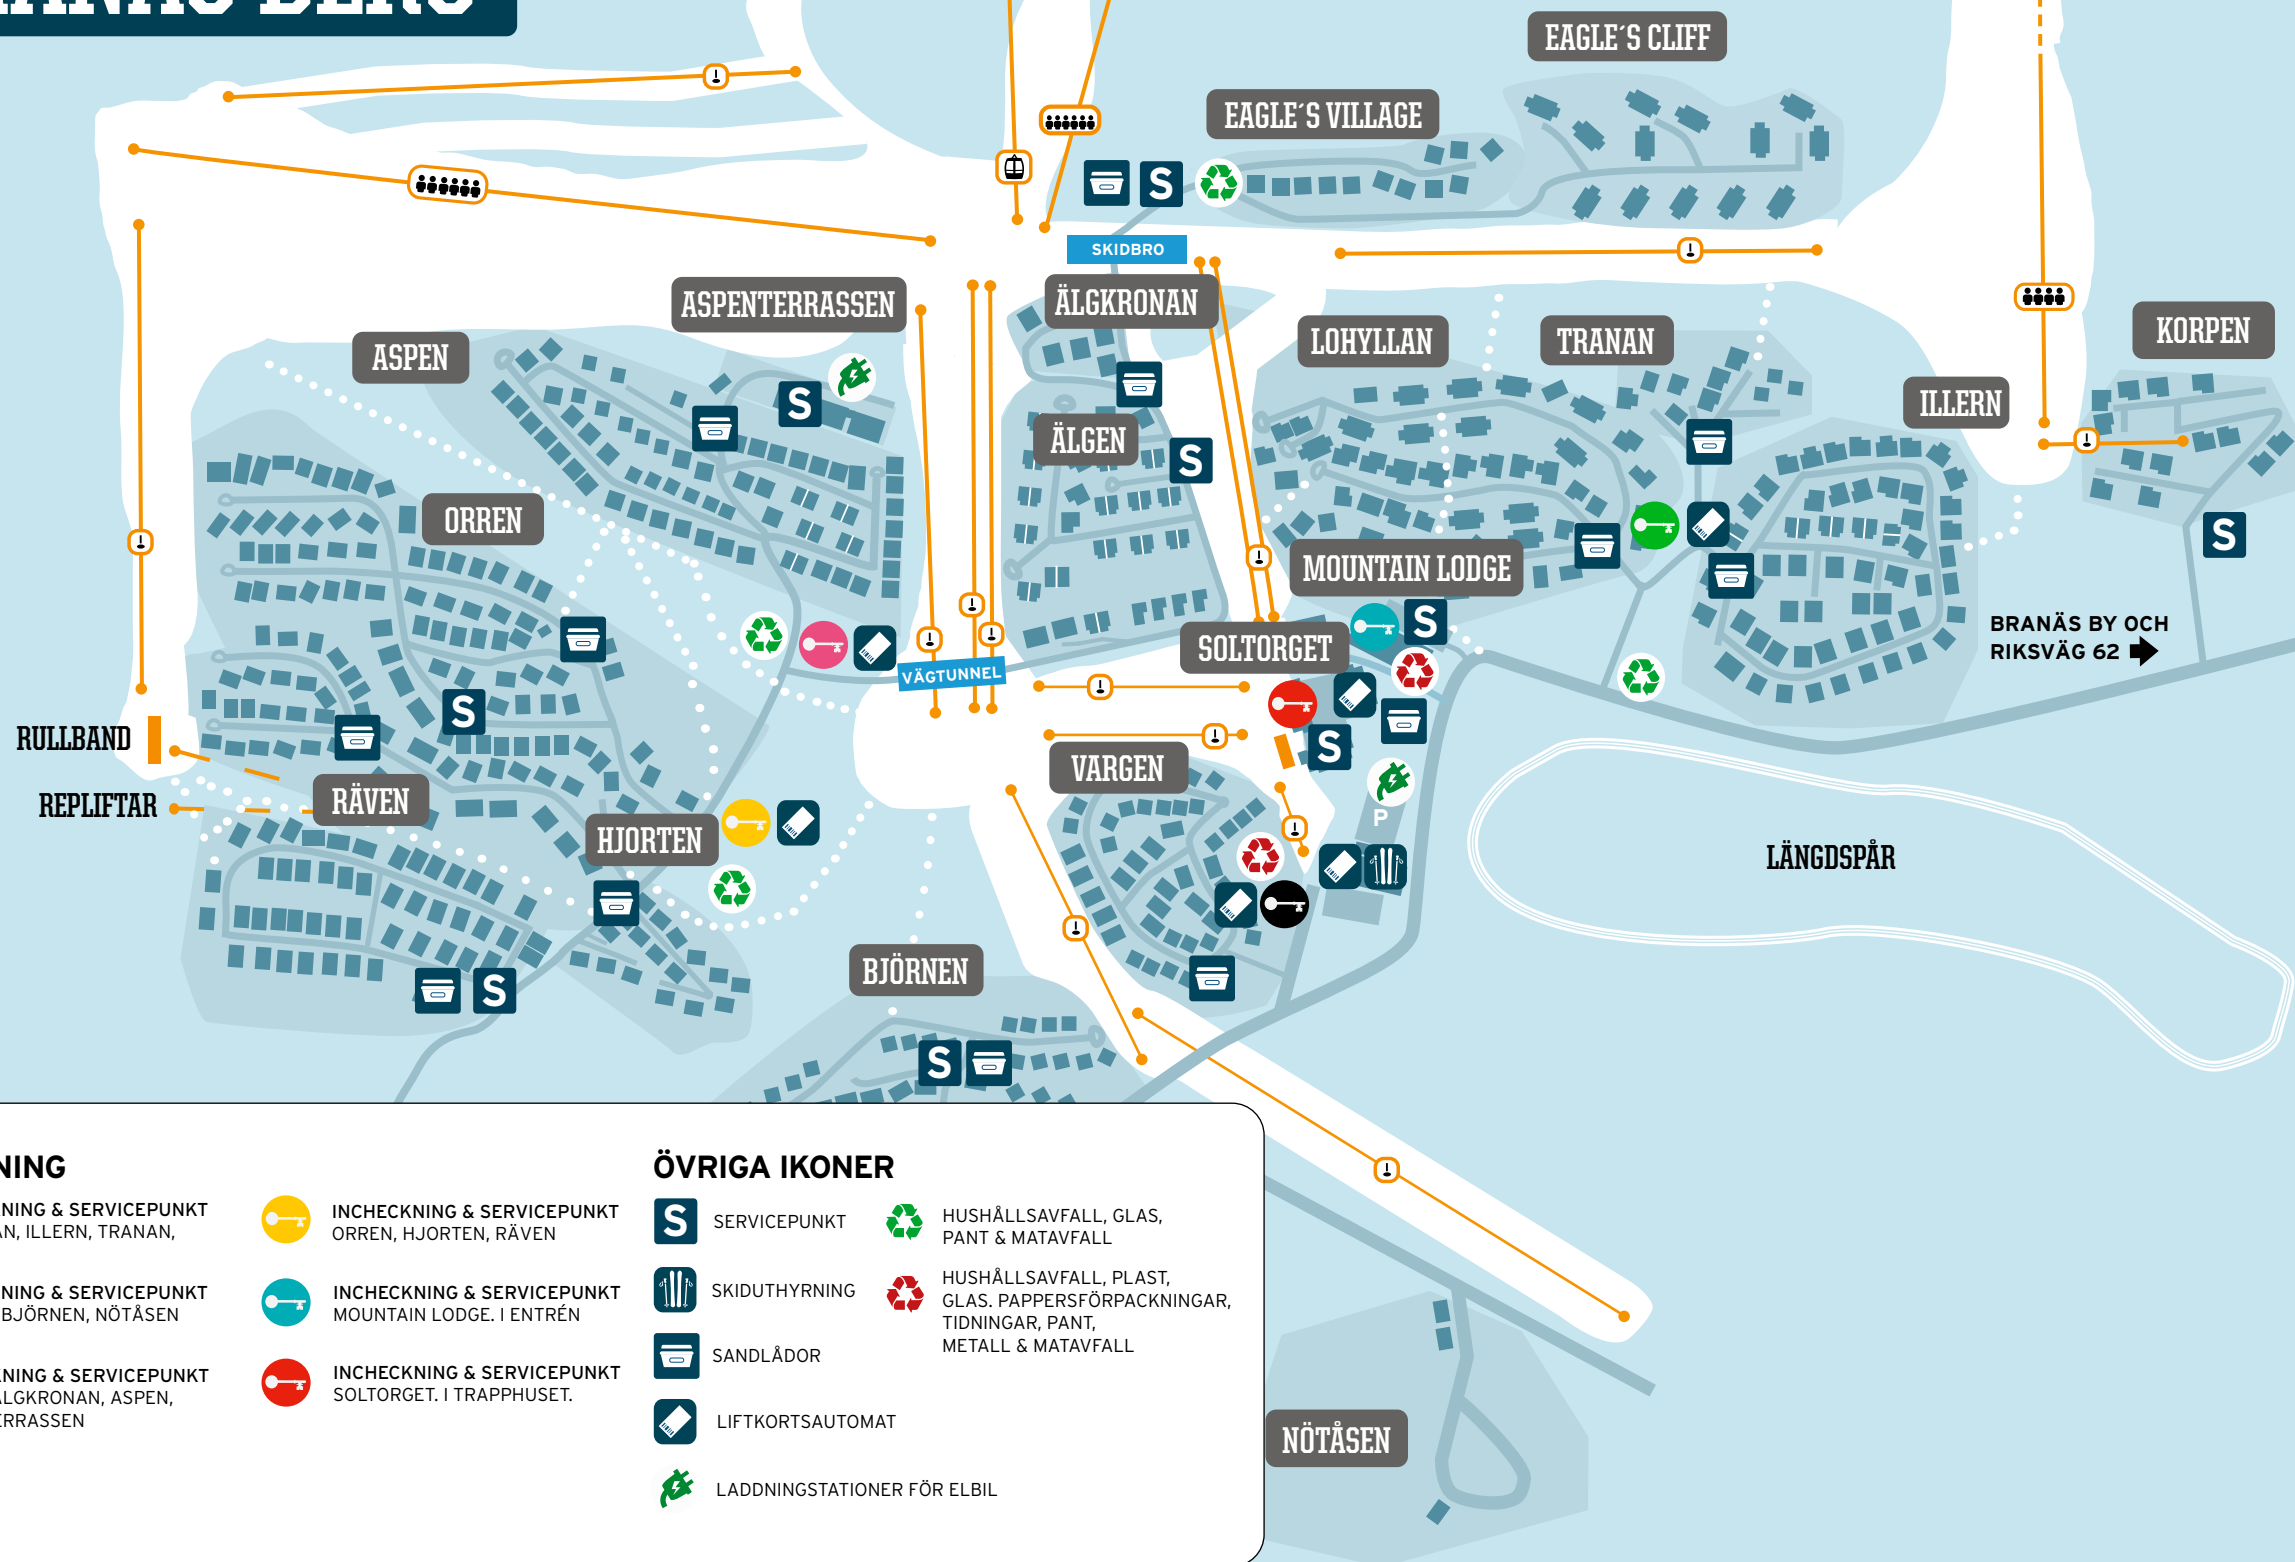 EAGLE´S CLIFF
EAGLE´S VILLAGE
S
SKIDBRO
ASPENTERRASSEN
ÄLGKRONAN
LOHYLLAN
TRANAN
KORPEN
ASPEN
ILLERN
S
ÄLGEN
S
ORREN
S
MOUNTAIN LODGE
S
BRANÄS BY OCH
RIKSVÄG 62
SOLTORGET
VÄGTUNNEL
S
S
RULLBAND
VARGEN
REPLIFTAR
RÄVEN
P
HJORTEN
LÄNGDSPÅR
BJÖRNEN
S
S
NING
NING & SERVICEPUNKT
AN, ILLERN, TRANAN,
NING & SERVICEPUNKT
BJÖRNEN, NÖTÅSEN
NING & SERVICEPUNKT
LGKRONAN, ASPEN,
RRASSEN
INCHECKNING & SERVICEPUNKT
ORREN, HJORTEN, RÄVEN
INCHECKNING & SERVICEPUNKT
MOUNTAIN LODGE. I ENTRÉN
INCHECKNING & SERVICEPUNKT
SOLTORGET. I TRAPPHUSET.
ÖVRIGA IKONER
S SERVICEPUNKT
SKIDUTHYRNING
SANDLÅDOR
LIFTKORTSAUTOMAT
LADDNINGSTATIONER FÖR ELBIL
HUSHÅLLSAVFALL, GLAS,
PANT & MATAVFALL
HUSHÅLLSAVFALL, PLAST,
GLAS. PAPPERSFÖRPACKNINGAR,
TIDNINGAR, PANT,
METALL & MATAVFALL
NÖTÅSEN